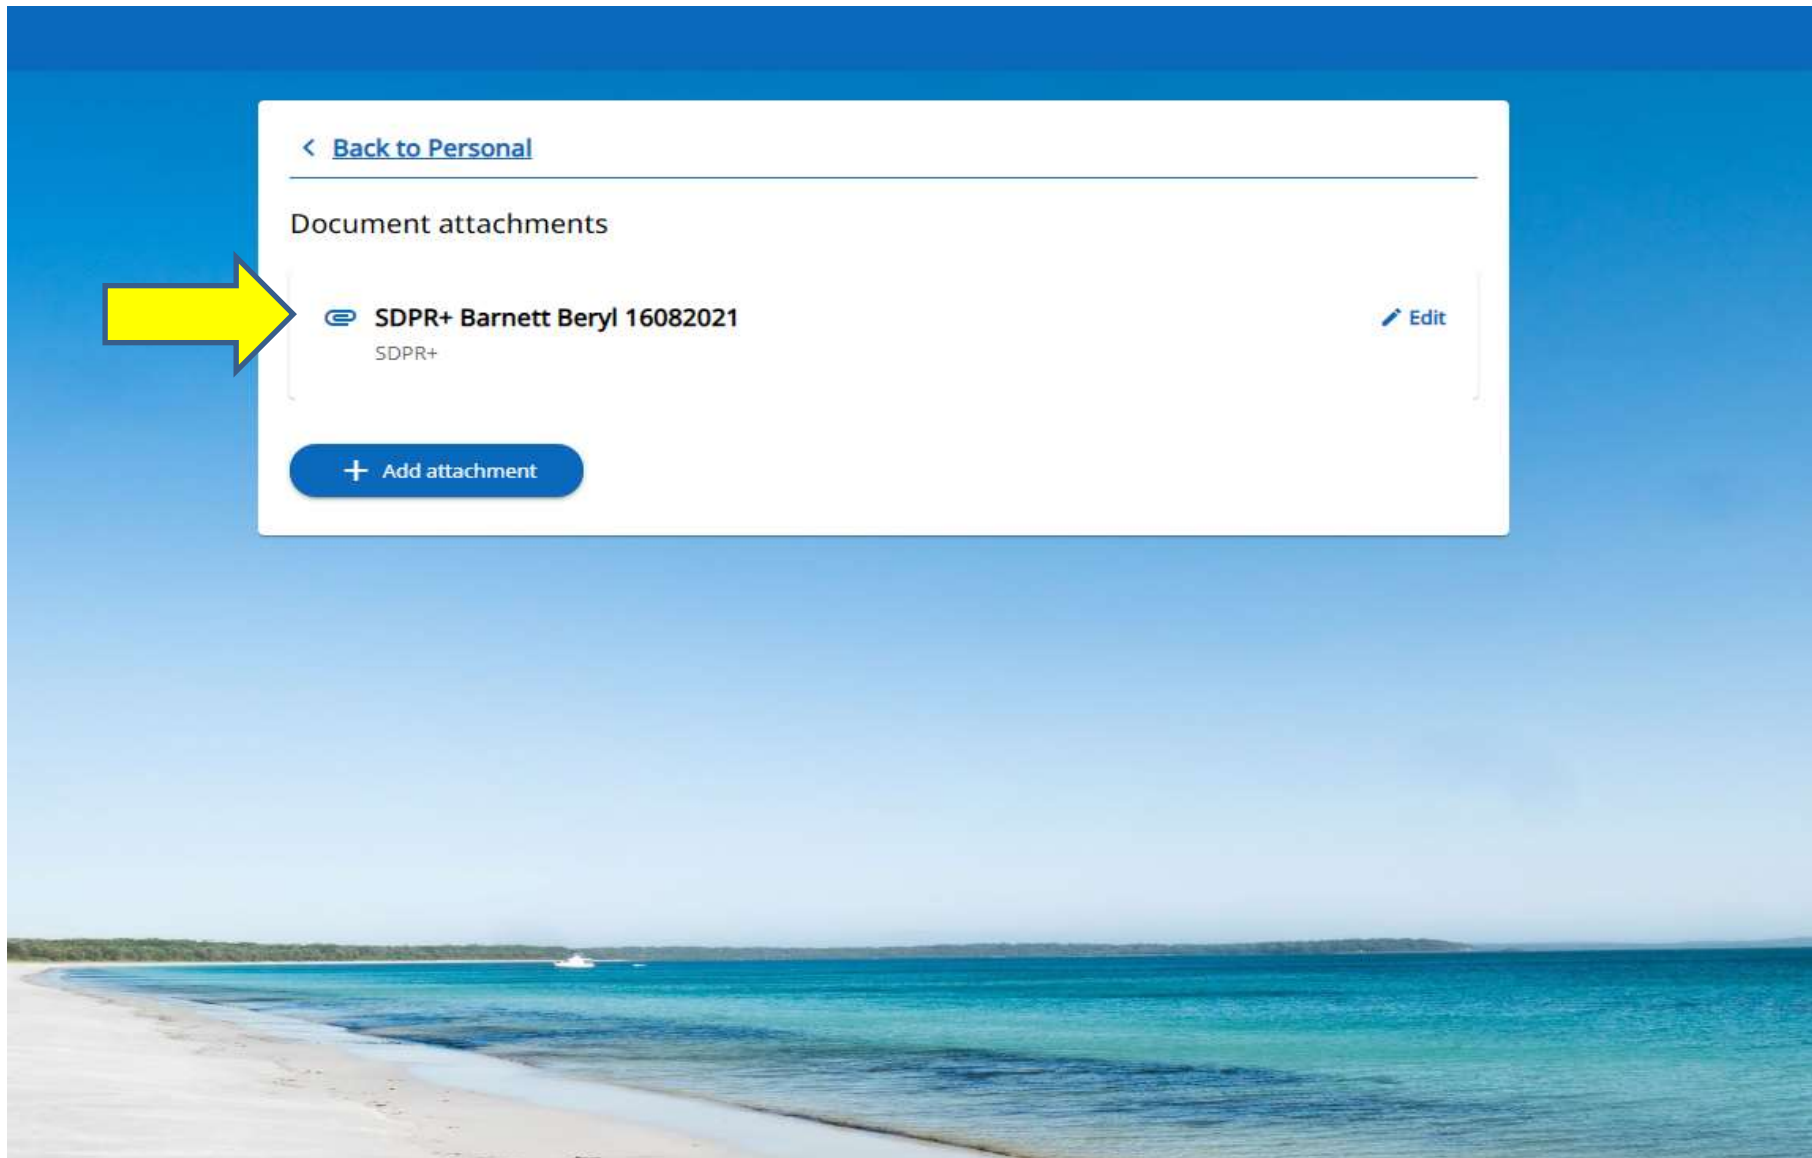 Back to Personal
Document attachments
SDPR+ Barnett Beryl 16082021
Edit
SDPR+
Add attachment